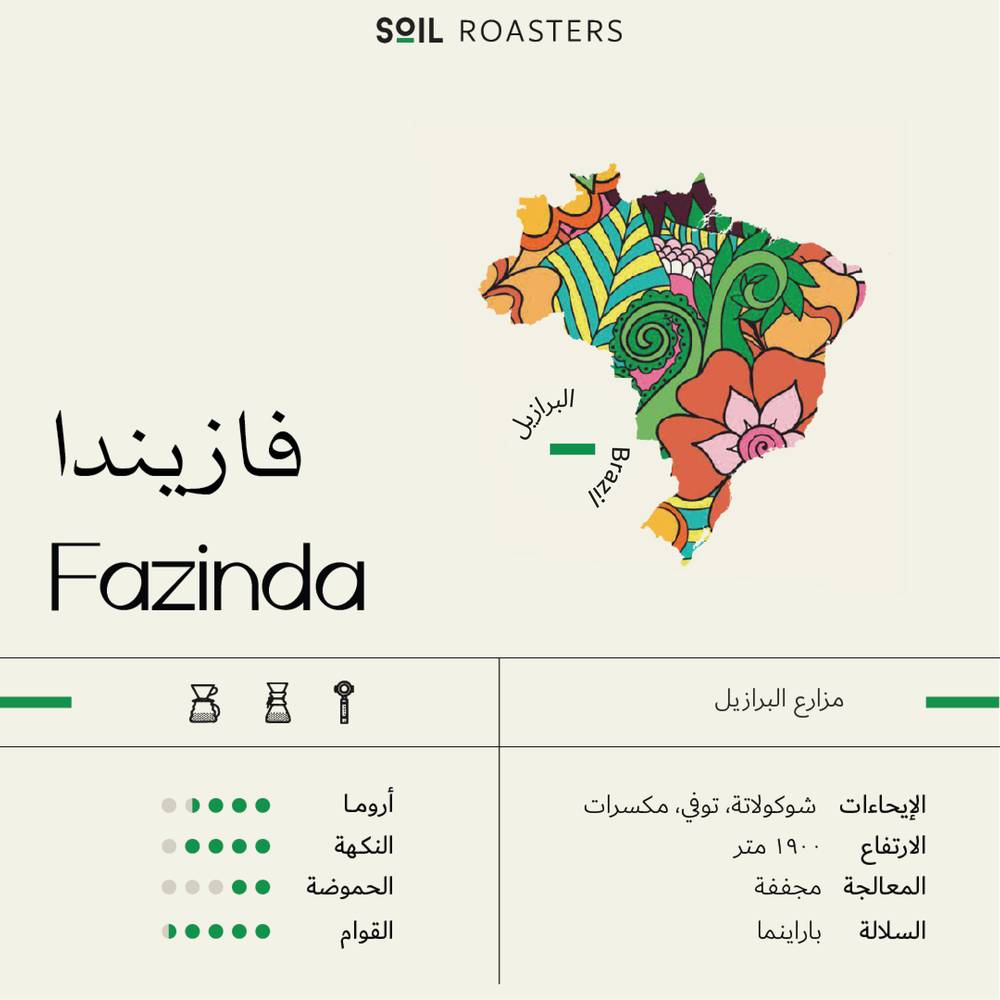 SOIL ROASTERS
البرازيل
Brazil
فازيندا
Fazinda
مزارع البرازيل
الإيحاءات شوكولاتة، توفي، مكسرات
الارتفاع ١٩٠٠ متر
المعالجة مجففة
السلالة باراينما
أروما
النكهة
الحموضة
القوام